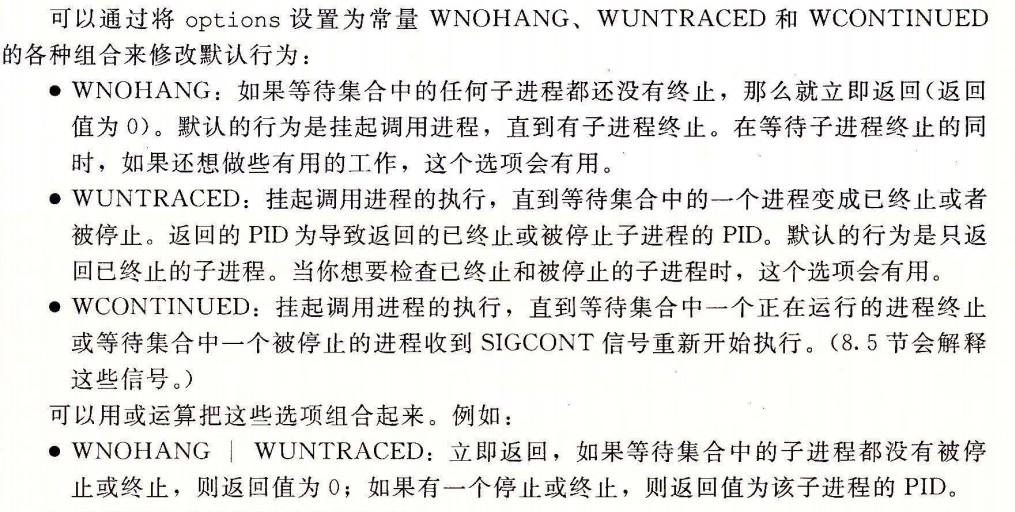 可以通过将 options 设置为常量 WNOHANG、WUNTRACED 和 WCONTINUED
的各种组合来修改默认行为：
● WNOHANG：如果等待集合中的任何子进程都还没有终止，那么就立即返回（返回
值为 0）。默认的行为是挂起调用进程，直到有子进程终止。在等待子进程终止的同
时，如果还想做些有用的工作，这个选项会有用。
● WUNTRACED：挂起调用进程的执行，直到等待集合中的一个进程变成已终止或者
被停止。返回的 PID 为导致返回的已终止或被停止子进程的 PID。默认的行为是只返
回已终止的子进程。当你想要检查已终止和被停止的子进程时，这个选项会有用。
● WCONTINUED：挂起调用进程的执行，直到等待集合中一个正在运行的进程终止
或等待集合中一个被停止的进程收到 SIGCONT 信号重新开始执行。（8.5 节会解释
这些信号。）
可以用或运算把这些选项组合起来。例如：
● WNOHANG | WUNTRACED：立即返回，如果等待集合中的子进程都没有被停
止或终止，则返回值为 0；如果有一个停止或终止，则返回值为该子进程的 PID。